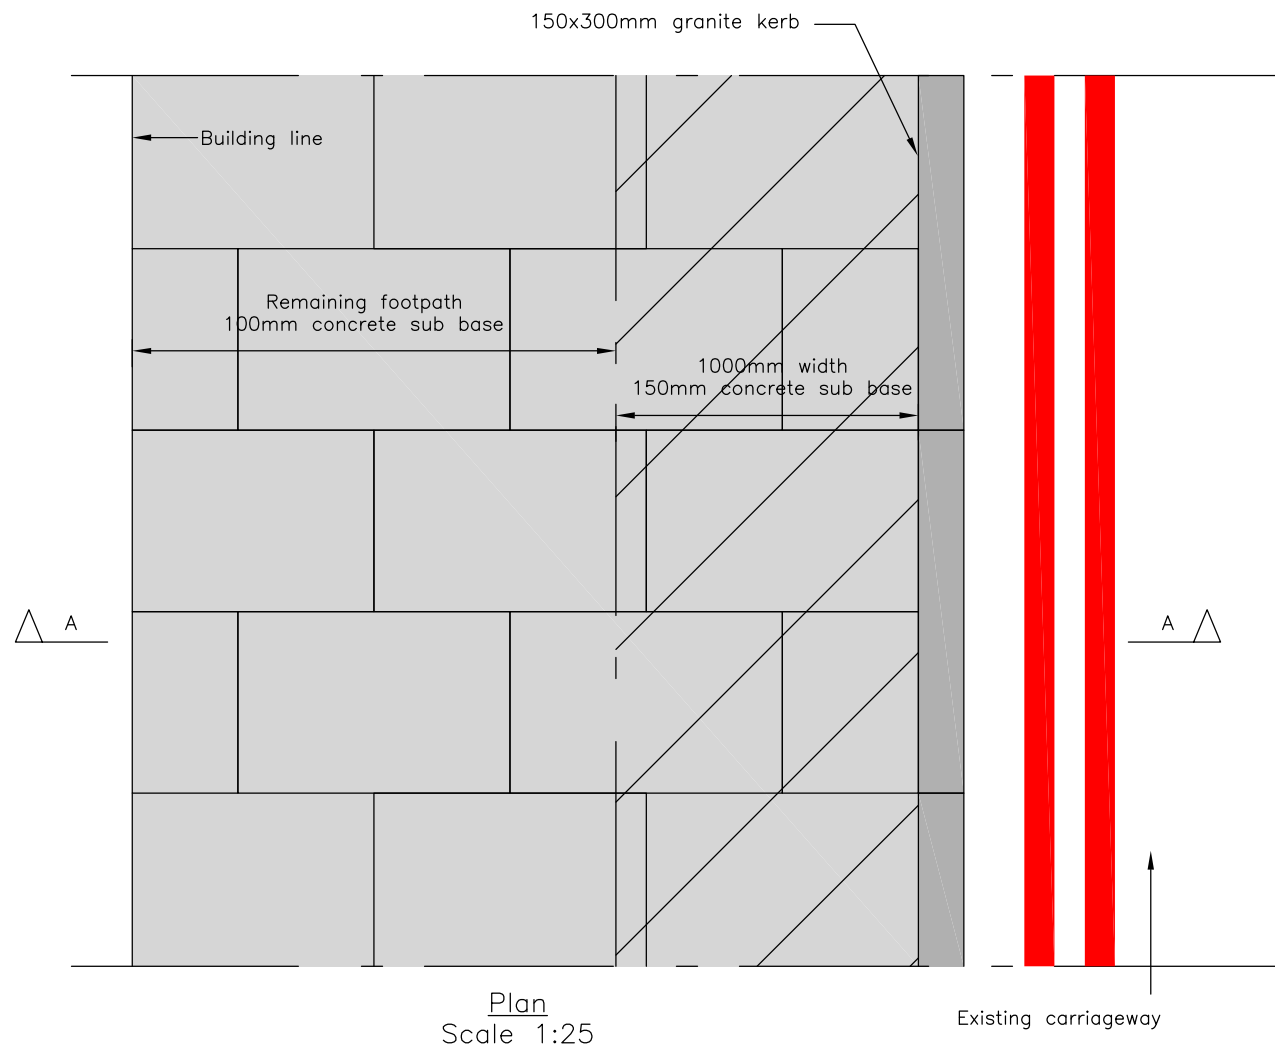 150x300mm granite kerb
Building line
Remaining footpath
100mm concrete sub base
1000mm width
150mm concrete sub base
A
A
Plan
Scale 1:25
Existing carriageway